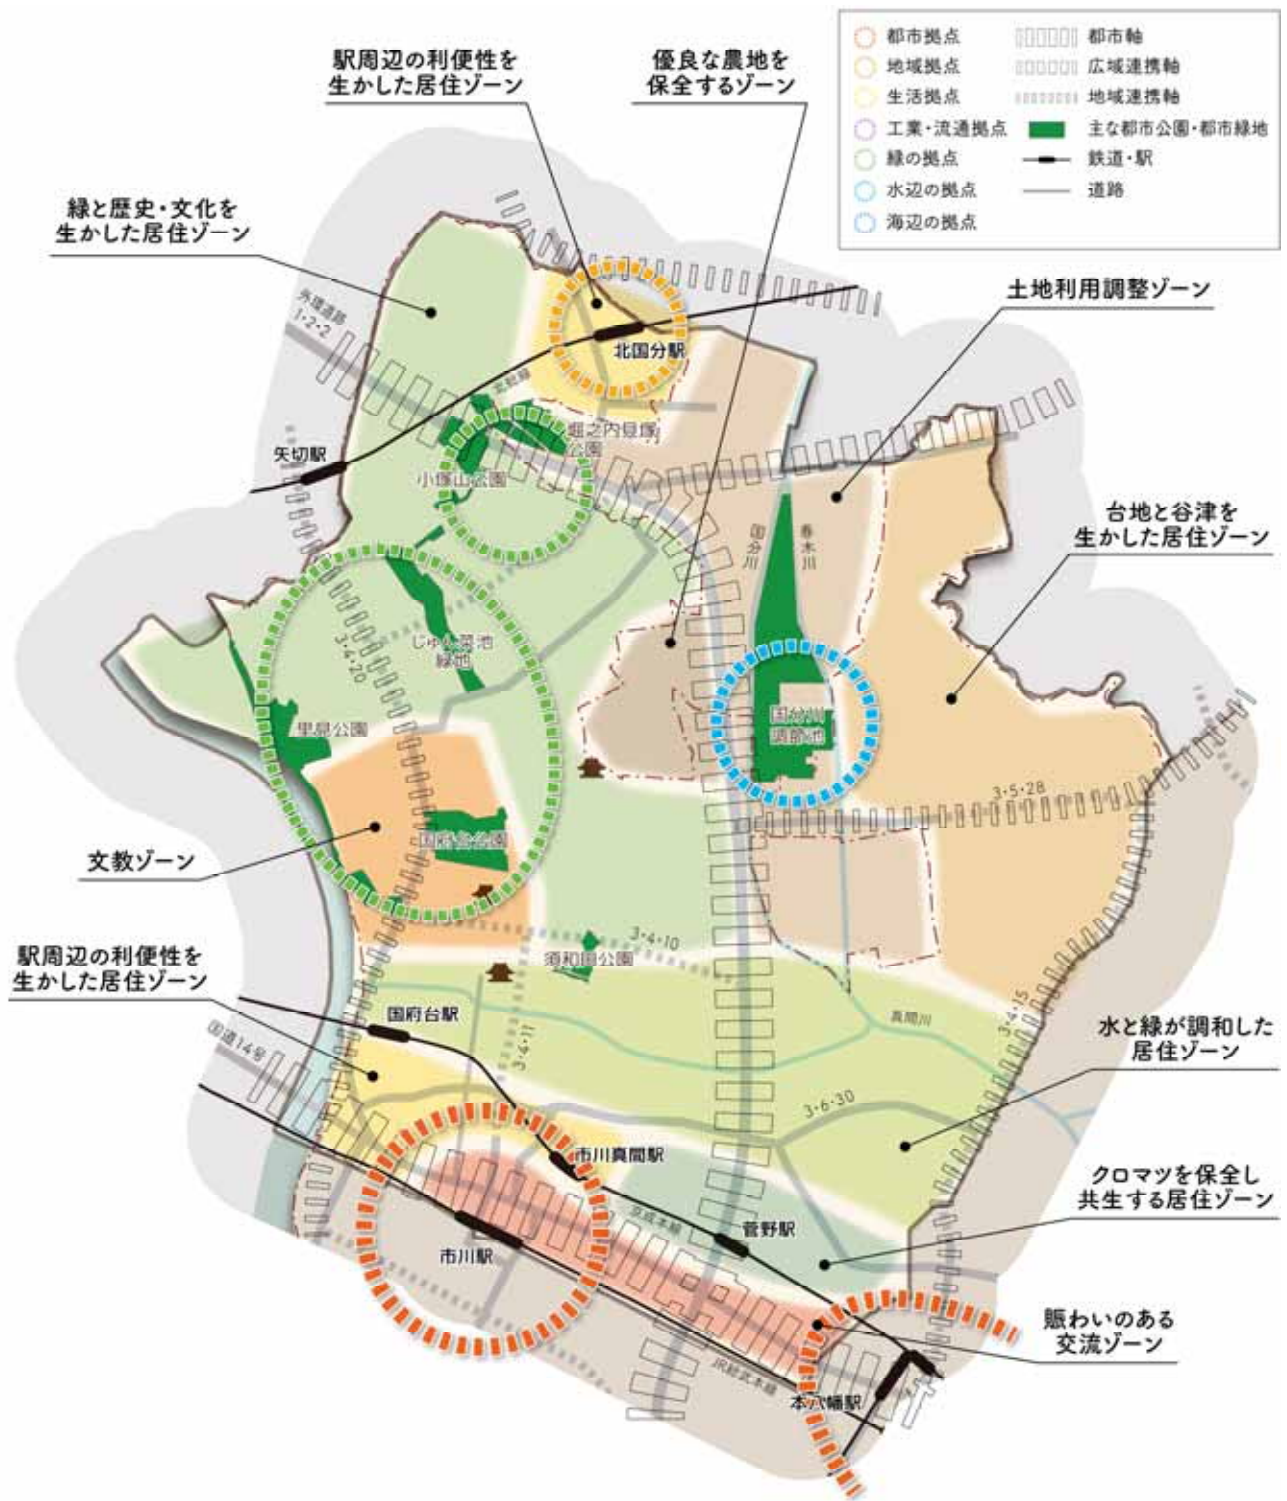 都市拠点
地域拠点
生活拠点
工業・流通拠点
緑の拠点
水辺の拠点
海辺の拠点
都市軸
広域連携軸
地域連携軸
主な都市公園・都市緑地
鉄道・駅
道路
駅周辺の利便性を
生かした居住ゾーン
優良な農地を
保全するゾーン
緑と歴史・文化を
生かした居住ゾーン
土地利用調整ゾーン
外環道路
1・2・2
北国分駅
北総線
堀之内貝塚
公園
矢切駅
小塚山公園
台地と谷津を
生かした居住ゾーン
国分川
春木川
じゅん菜池
緑地
3・4・20
里見公園
国分川
調節池
3・5・28
国府台公園
文教ゾーン
3・4・10
須和田公園
駅周辺の利便性を
生かした居住ゾーン
国府台駅
国道14号
3・4・11
真間川
3・4・15
水と緑が調和した
居住ゾーン
3・6・30
市川真間駅
クロマツを保全し
共生する居住ゾーン
京成本線
菅野駅
市川駅
賑わいのある
交流ゾーン
JR総武本線
本八幡駅